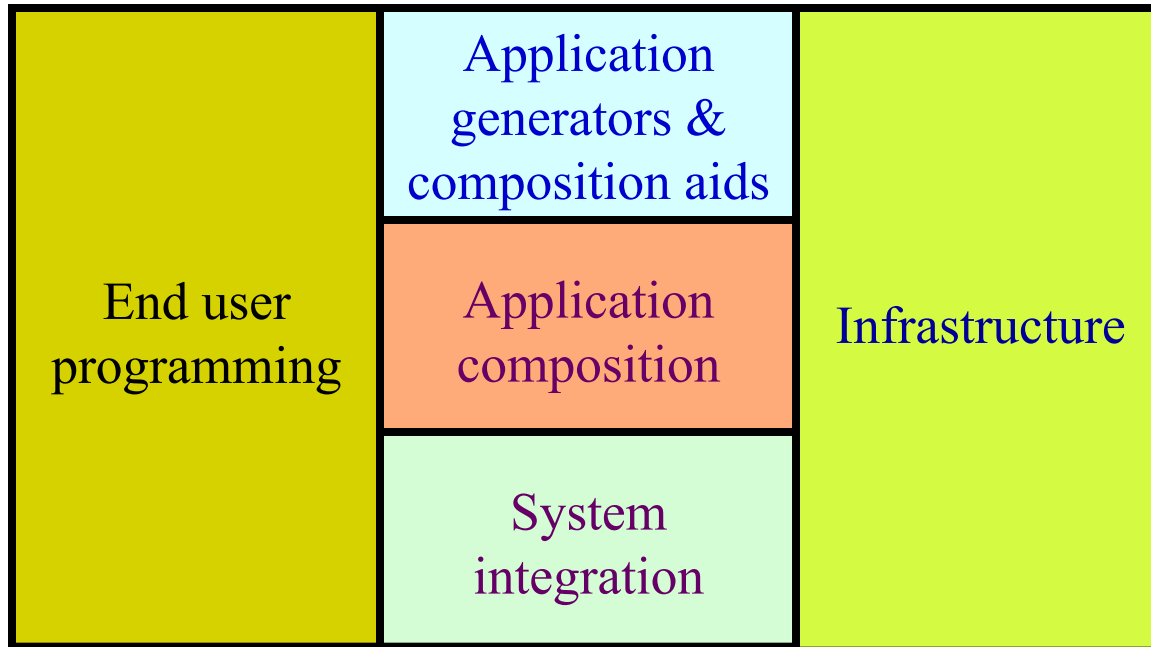 End user
programming
Application
generators &
composition aids
Application
composition
System
integration
Infrastructure